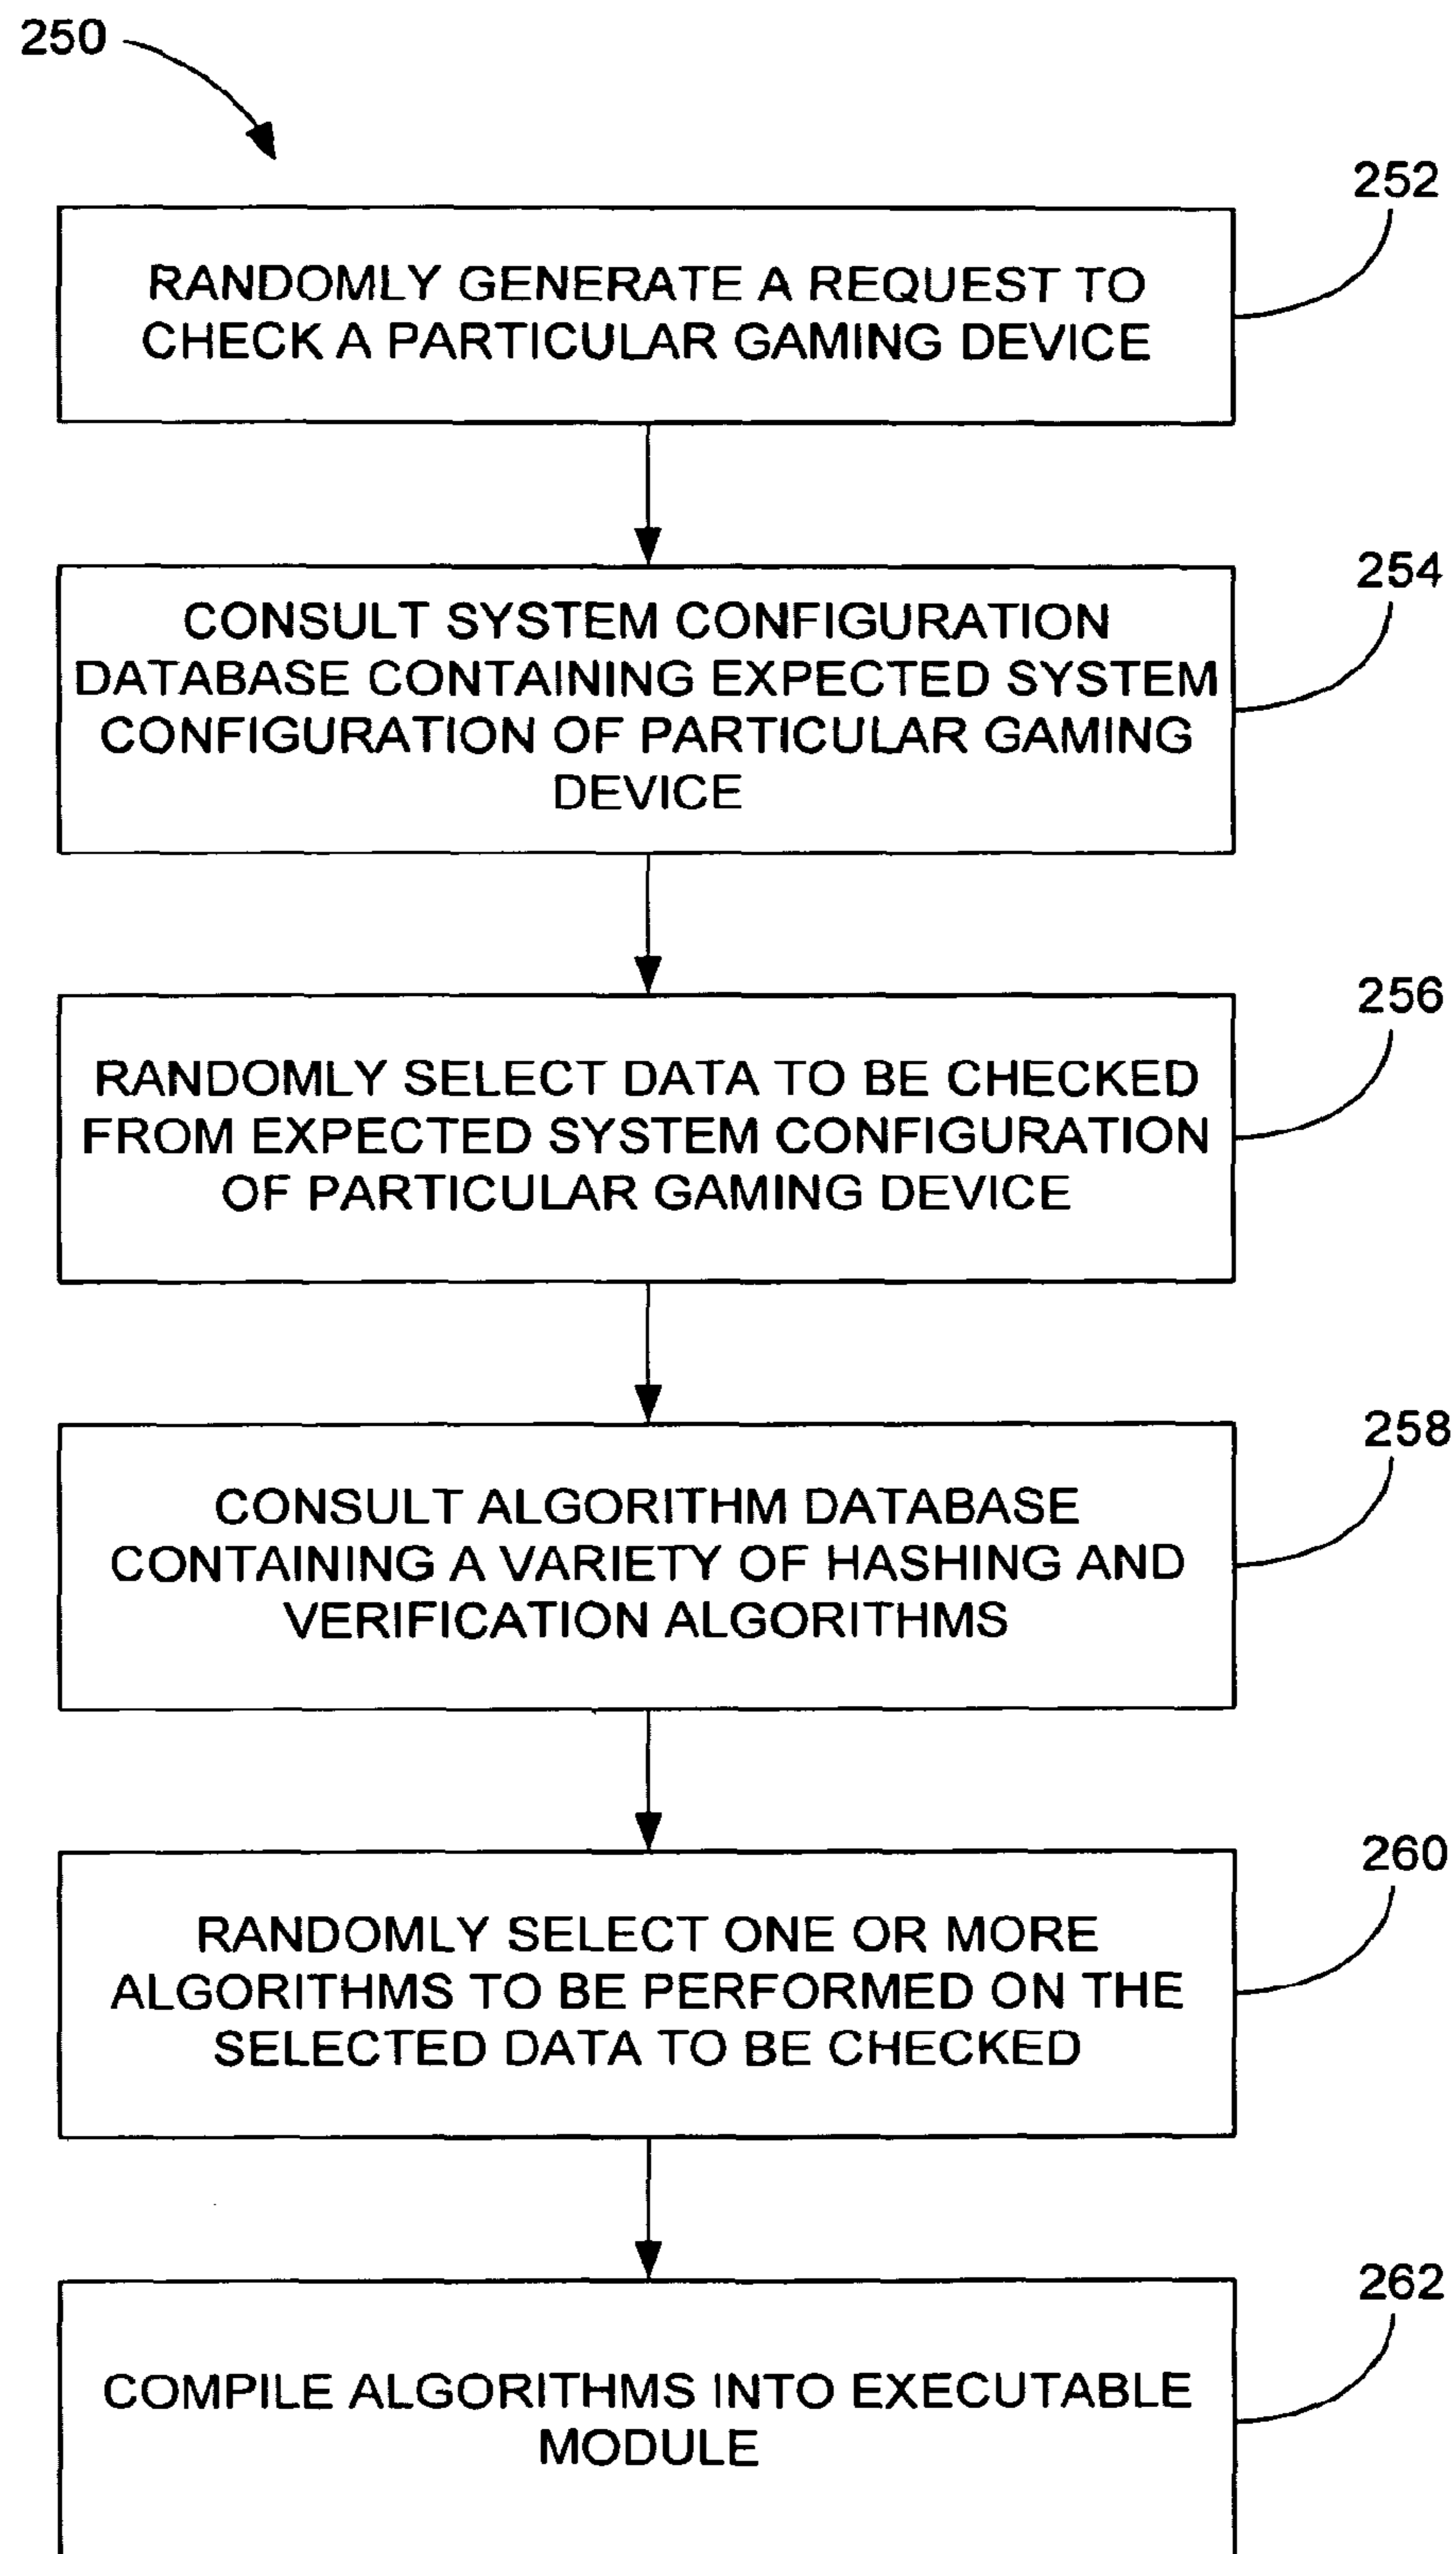 250
252
RANDOMLY GENERATE A REQUEST TO
CHECK A PARTICULAR GAMING DEVICE
254
CONSULT SYSTEM CONFIGURATION
DATABASE CONTAINING EXPECTED SYSTEM
CONFIGURATION OF PARTICULAR GAMING
DEVICE
256
RANDOMLY SELECT DATA TO BE CHECKED
FROM EXPECTED SYSTEM CONFIGURATION
OF PARTICULAR GAMING DEVICE
258
CONSULT ALGORITHM DATABASE
CONTAINING A VARIETY OF HASHING AND
VERIFICATION ALGORITHMS
260
RANDOMLY SELECT ONE OR MORE
ALGORITHMS TO BE PERFORMED ON THE
SELECTED DATA TO BE CHECKED
262
COMPILE ALGORITHMS INTO EXECUTABLE
MODULE